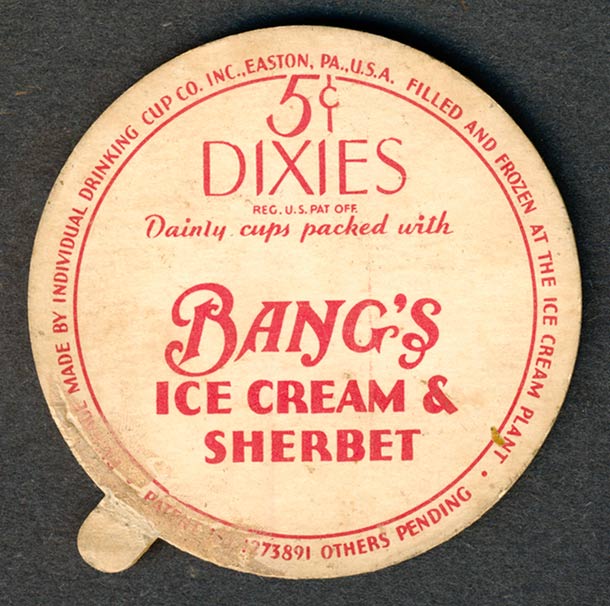 5¢
DIXIES
REG. U.S. PAT OFF.
Dainty cups packed with
BANG'S
ICE CREAM &
SHERBET
MADE BY INDIVIDUAL DRINKING CUP CO. INC., EASTON, PA., U.S.A. FILLED AND FROZEN AT THE ICE CREAM PLANT •
1273891 OTHERS PENDING •